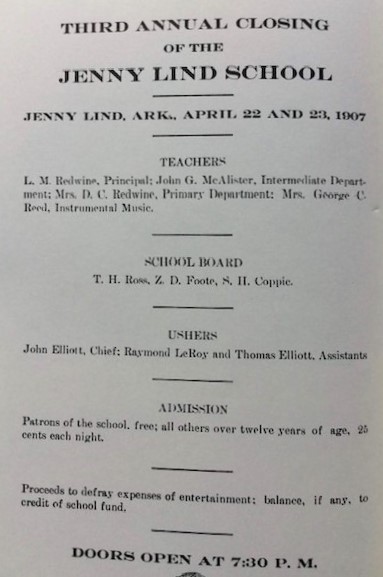 THIRD ANNUAL CLOSING
OF THE
JENNY LIND SCHOOL
JENNY LIND, ARK., APRIL 22 AND 23, 1907
TEACHERS
L. M. Redwine, Principal; John G. McAlister, Intermediate Depart-
ment; Mrs. D. C. Redwine, Primary Department; Mrs. George C.
Reed, Instrumental Music.
SCHOOL BOARD
T. H. Ross, Z. D. Foote, S. H. Coppic.
USHERS
John Elliott, Chief; Raymond LeRoy and Thomas Elliott, Assistants
ADMISSION
Patrons of the school, free; all others over twelve years of age, 25
cents each night.
Proceeds to defray expenses of entertainment; balance, if any, to
credit of school fund.
DOORS OPEN AT 7:30 P. M.